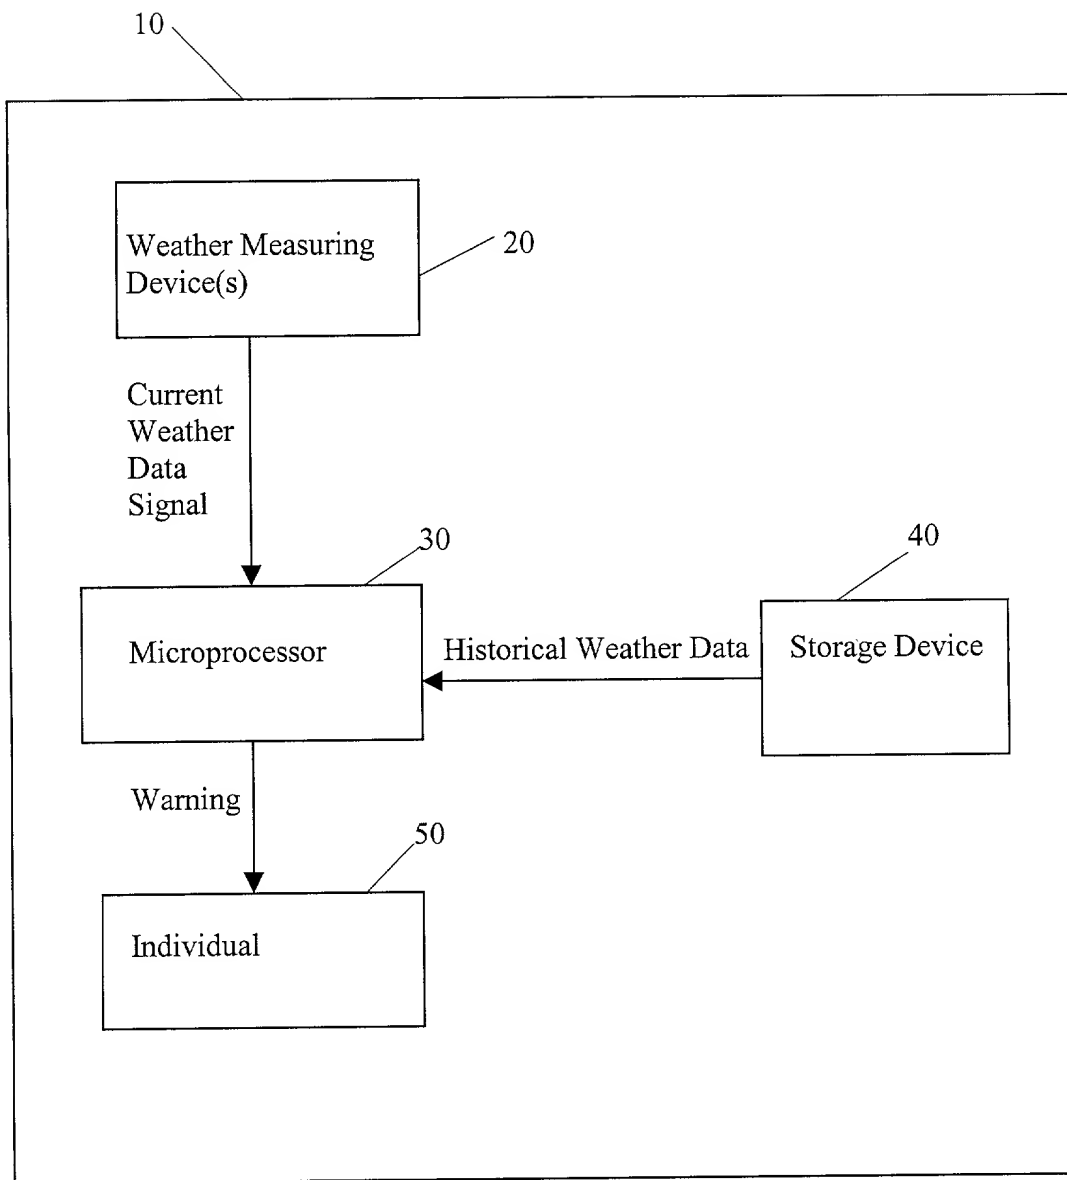 10
Weather Measuring
Device(s)
20
Current
Weather
Data
Signal
30
40
Microprocessor
Historical Weather Data
Storage Device
Warning
50
Individual